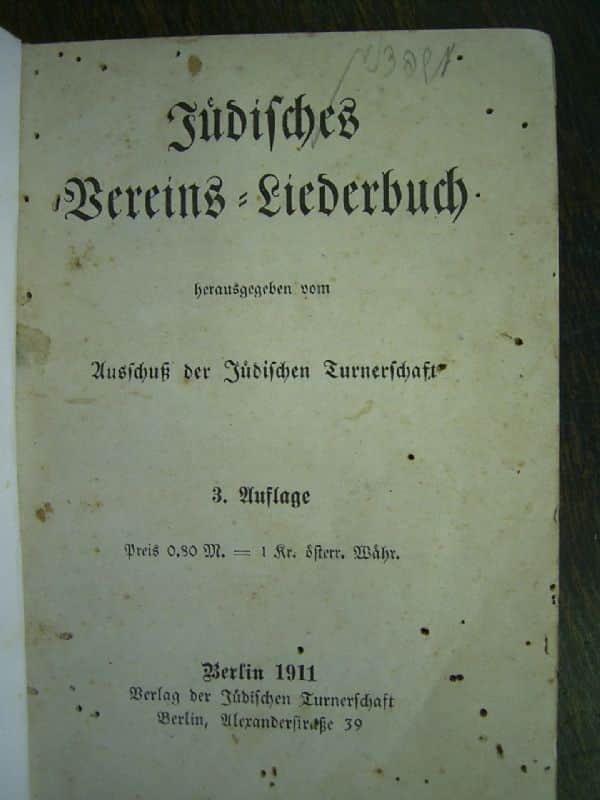 Jüdisches
Vereins-Liederbuch
herausgegeben vom
Ausschuß der Jüdischen Turnerschaft
3. Auflage
Preis 0,80 M. = 1 Kr. österr. Währ.
Berlin 1911
Verlag der Jüdischen Turnerschaft
Berlin, Alexanderstraße 39